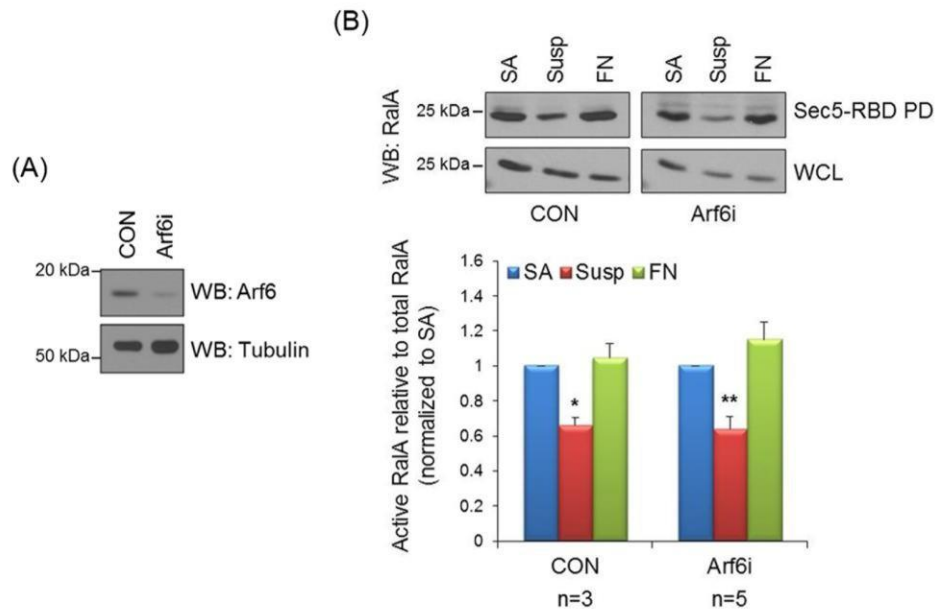 (A)
CON Arf6i
20 kDa
WB: Arf6
50 kDa
WB: Tubulin
(B)
SA Susp FN SA Susp FN
WB: RalA
25 kDa
Sec5-RBD PD
25 kDa
WCL
CON Arf6i
Active RalA relative to total RalA
(normalized to SA)
SA Susp FN
1.6
1.4
1.2
1
0.8
0.6
0.4
0.2
0
* **
CON Arf6i
n=3 n=5